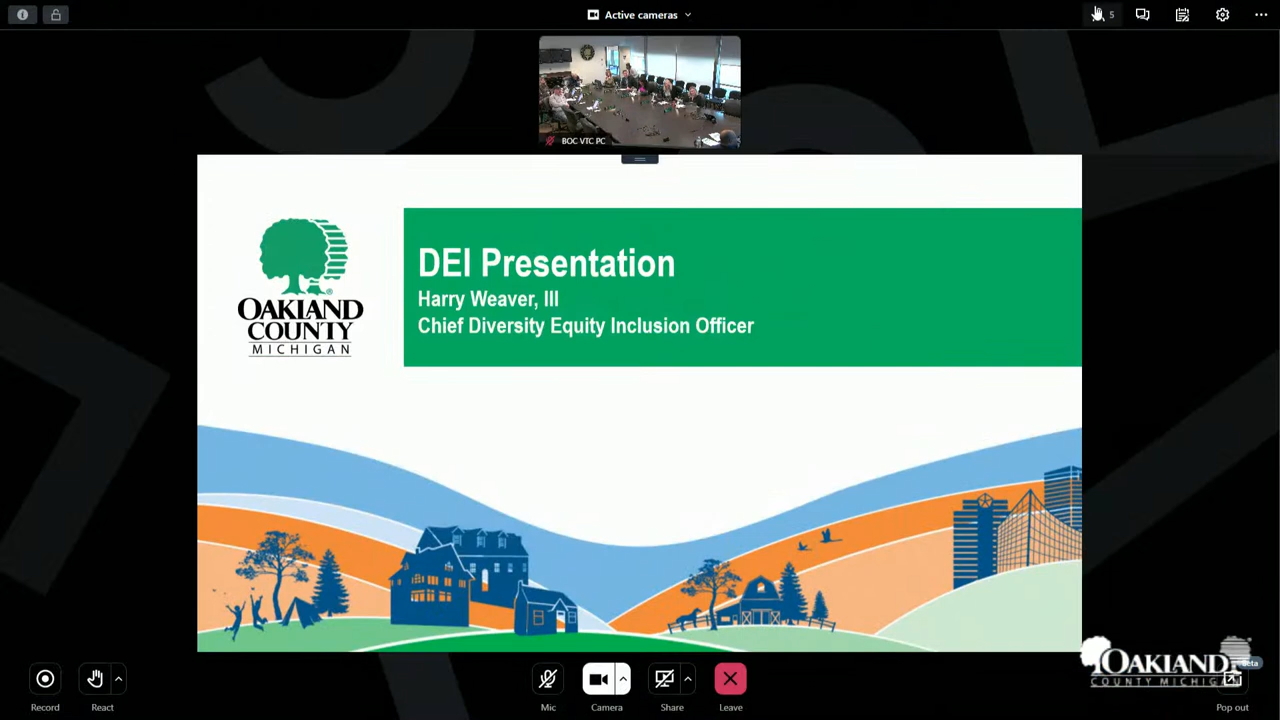 Active cameras
5
BOC VTC PC
OAKLAND
COUNTY
MICHIGAN
DEI Presentation
Harry Weaver, III
Chief Diversity Equity Inclusion Officer
OAKLAND
COUNTY MICHIGAN
Beta
Record
React
Mic
Camera
Share
Leave
Pop out